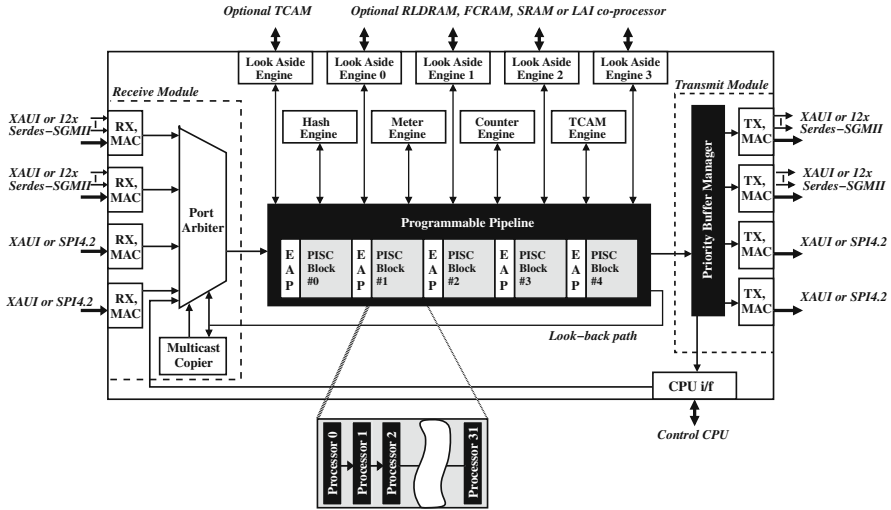 Optional TCAM
Optional RLDRAM, FCRAM, SRAM or LAI co-processor
Look Aside
Engine
Look Aside
Engine 0
Look Aside
Engine 1
Look Aside
Engine 2
Look Aside
Engine 3
Receive Module
Transmit Module
Hash
Engine
Meter
Engine
Counter
Engine
TCAM
Engine
XAUI or 12x
Serdes-SGMII
RX,
MAC
XAUI or 12x
Serdes-SGMII
RX,
MAC
XAUI or SPI4.2
RX,
MAC
XAUI or SPI4.2
RX,
MAC
Port
Arbiter
Multicast
Copier
Programmable Pipeline
E
A
P
PISC
Block
#0
E
A
P
PISC
Block
#1
E
A
P
PISC
Block
#2
E
A
P
PISC
Block
#3
E
A
P
PISC
Block
#4
Look-back path
Priority Buffer Manager
TX,
MAC
XAUI or 12x
Serdes-SGMII
TX,
MAC
XAUI or 12x
Serdes-SGMII
TX,
MAC
XAUI or SPI4.2
TX,
MAC
XAUI or SPI4.2
CPU i/f
Control CPU
Processor 0
Processor 1
Processor 2
Processor 31